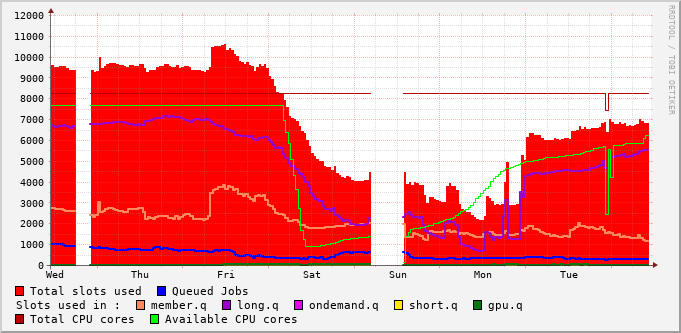 12000
11000
10000
9000
8000
7000
6000
5000
4000
3000
2000
1000
0
Wed Thu Fri Sat Sun Mon Tue
RRDTOOL / TOBI OETIKER
Total slots used Queued Jobs
Slots used in : member.q long.q ondemand.q short.q gpu.q
Total CPU cores Available CPU cores